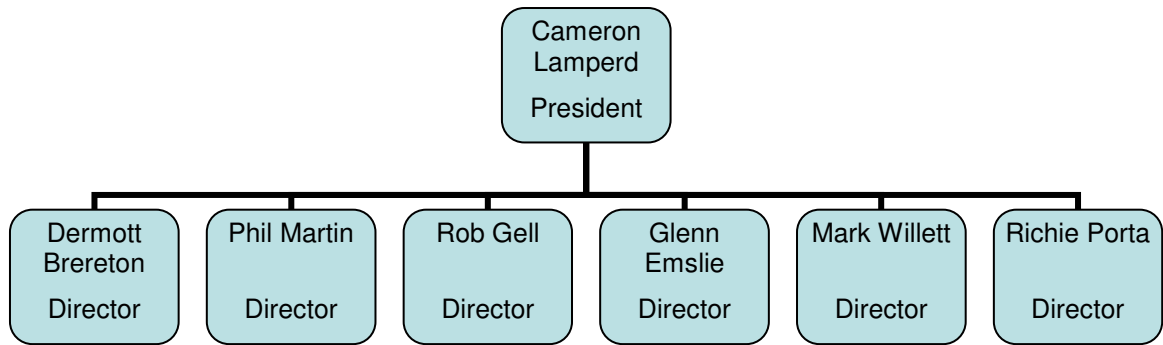 Cameron
Lamperd
President
Dermott
Brereton
Director
Phil Martin
Director
Rob Gell
Director
Glenn
Emslie
Director
Mark Willett
Director
Richie Porta
Director